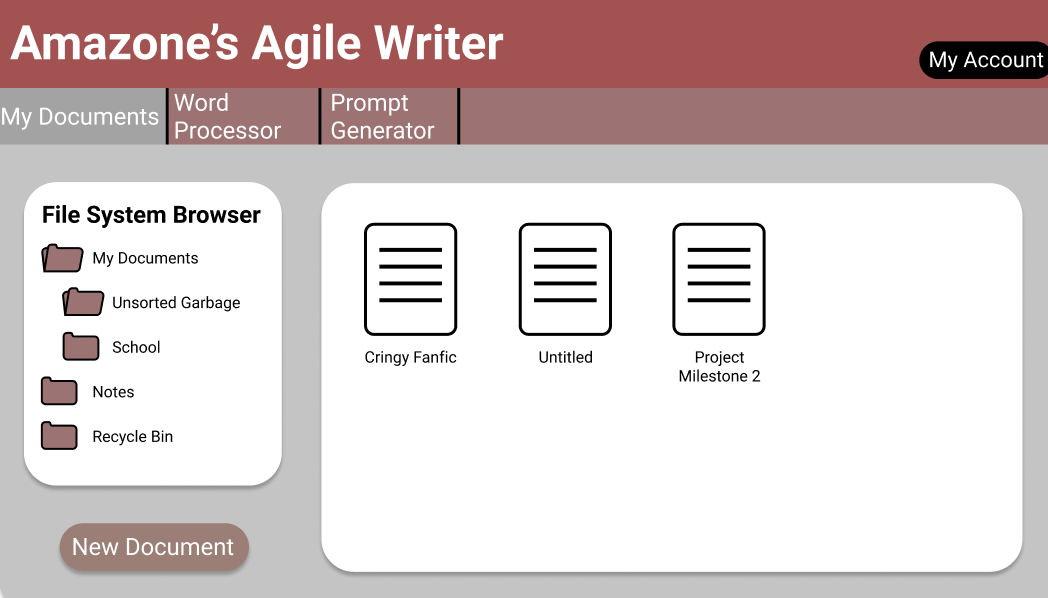 Amazone's Agile Writer
My Account
My Documents
Word
Processor
Prompt
Generator
File System Browser
My Documents
Unsorted Garbage
School
Notes
Recycle Bin
New Document
Cringy Fanfic
Untitled
Project
Milestone 2